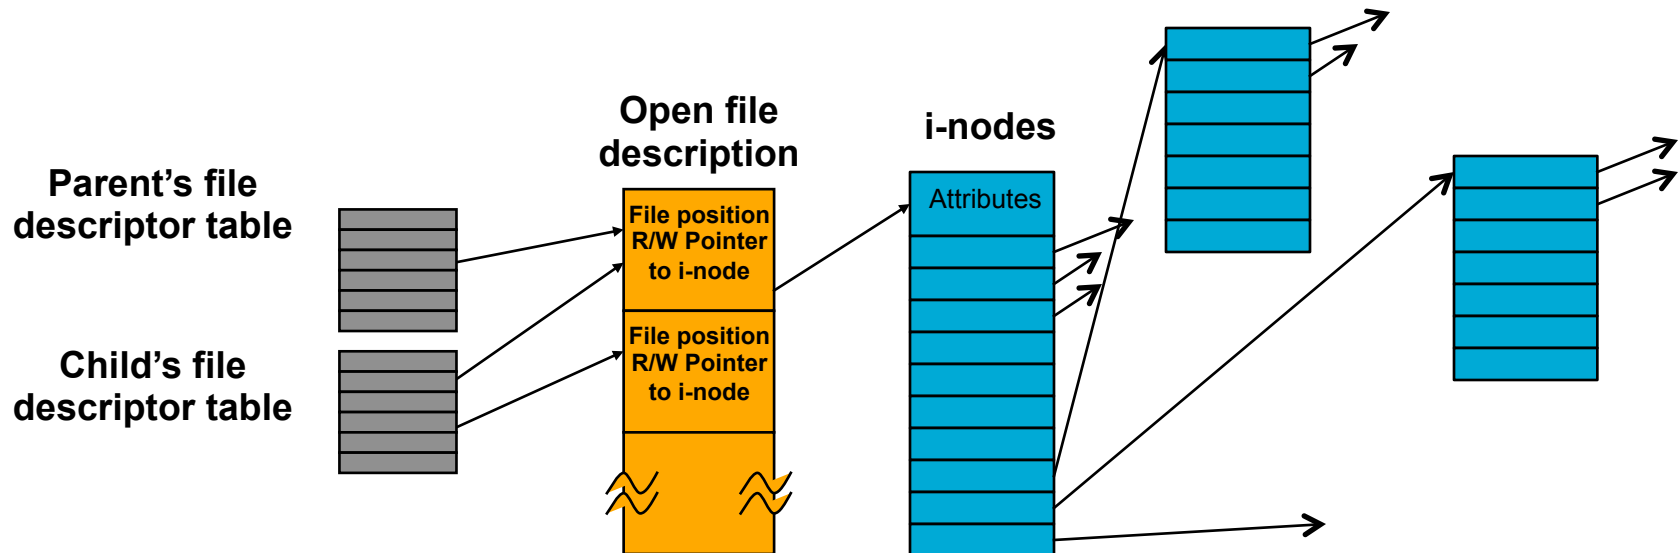 Open file
description
i-nodes
Parent’s file
descriptor table
Attributes
File position
R/W Pointer
to i-node
File position
R/W Pointer
to i-node
Child’s file
descriptor table